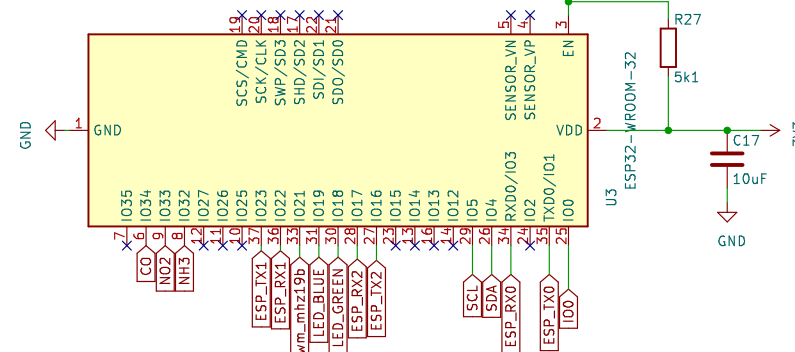 19 20 18 17 22 21 5 4 3
SCS/CMD
SCK/CLK
SWP/SD3
SHD/SD2
SDI/SD1
SDO/SD0
SENSOR_VN
SENSOR_VP
EN
R27
5k1
GND
1
GND
VDD
2
ESP32-WROOM-32
U3
C17
10uF
GND
IO35
IO34
IO33
IO32
IO27
IO26
IO25
IO23
IO22
IO21
IO19
IO18
IO17
IO16
IO15
IO14
IO13
IO12
IO5
IO4
RXD0/IO3
IO2
TXD0/IO1
IO0
7 6 9 8 12 11 10 37 36 33 31 30 28 27 23 13 16 14 29 26 34 24 35 25
CO
NO2
NH3
ESP_TX1
ESP_RX1
wm_mhz19b
LED_BLUE
LED_GREEN
ESP_RX2
ESP_TX2
SCL
SDA
ESP_RX0
ESP_TX0
IO0